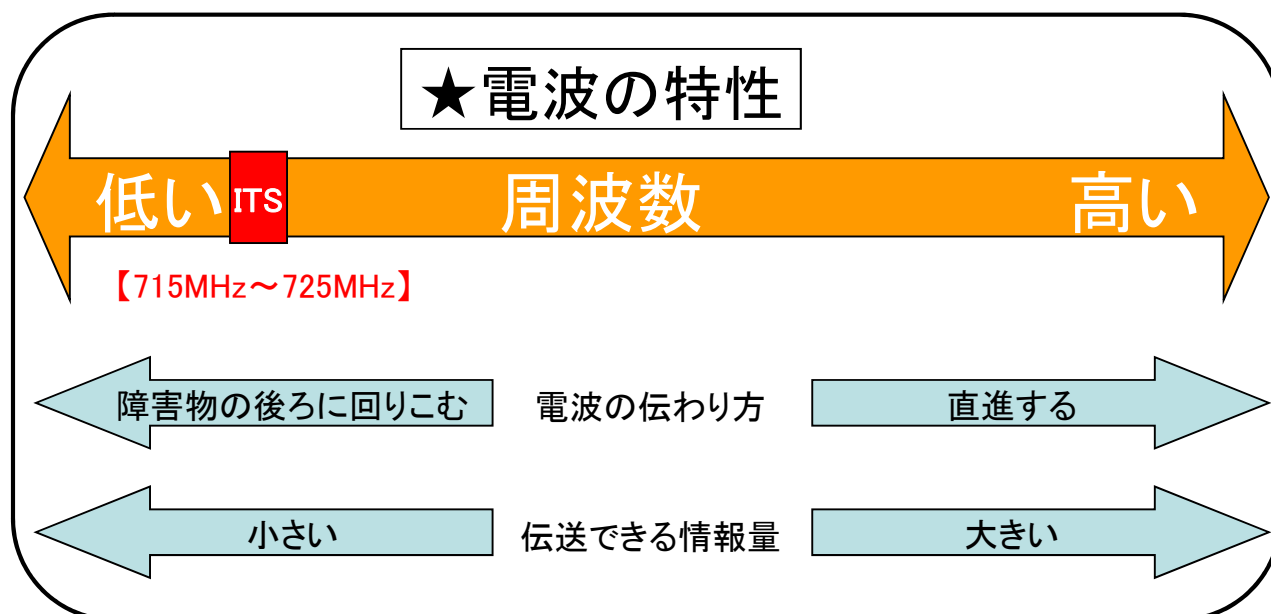 ★電波の特性
低い ITS 周波数 高い
【715MHz～725MHz】
障害物の後ろに回りこむ 電波の伝わり方 直進する
小さい 伝送できる情報量 大きい